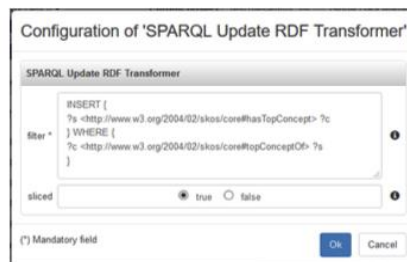 Configuration of 'SPARQL Update RDF Transformer'
SPARQL Update RDF Transformer
filter *
INSERT {
?s <http://www.w3.org/2004/02/skos/core#hasTopConcept> ?c
} WHERE {
?c <http://www.w3.org/2004/02/skos/core#topConceptOf> ?s
}
sliced true false
(*) Mandatory field
Ok Cancel